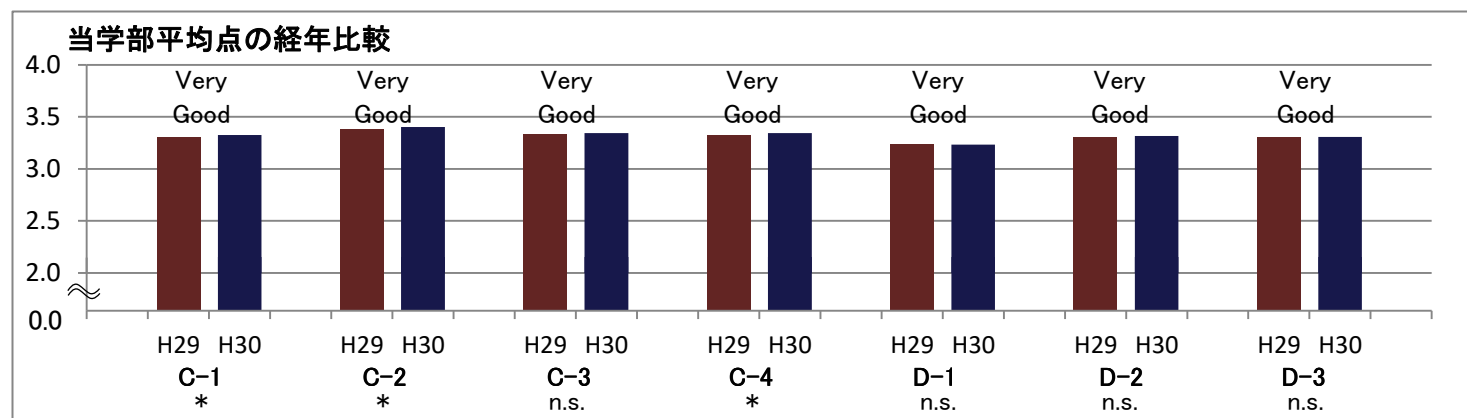 当学部平均点の経年比較
4.0
3.5
3.0
2.5
2.0
0.0
Very Good
Very Good
Very Good
Very Good
Very Good
Very Good
Very Good
H29 H30 H29 H30 H29 H30 H29 H30 H29 H30 H29 H30 H29 H30
C-1 C-2 C-3 C-4 D-1 D-2 D-3
* * n.s. * n.s. n.s. n.s.